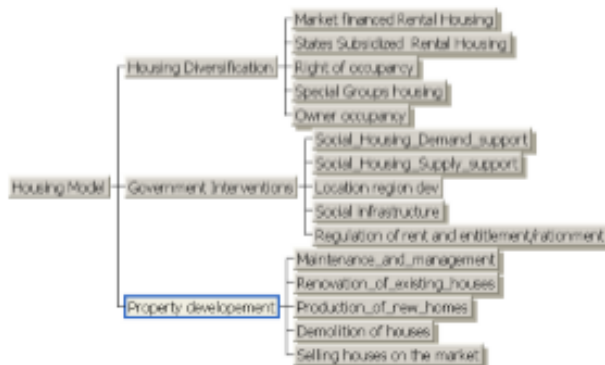 Market financed Rental Housing
States Subsidized Rental Housing
Housing Diversification
Right of occupancy
Special Groups housing
Owner occupancy
Social_Housing_Demand_support
Social_Housing_Supply_support
Housing Model
Government Interventions
Location region dev
Social infrastructure
Regulation of rent and entitlement/rationment
Maintenance_and_management
Renovation_of_existing_houses
Property developement
Production_of_new_homes
Demolition of houses
Selling houses on the market